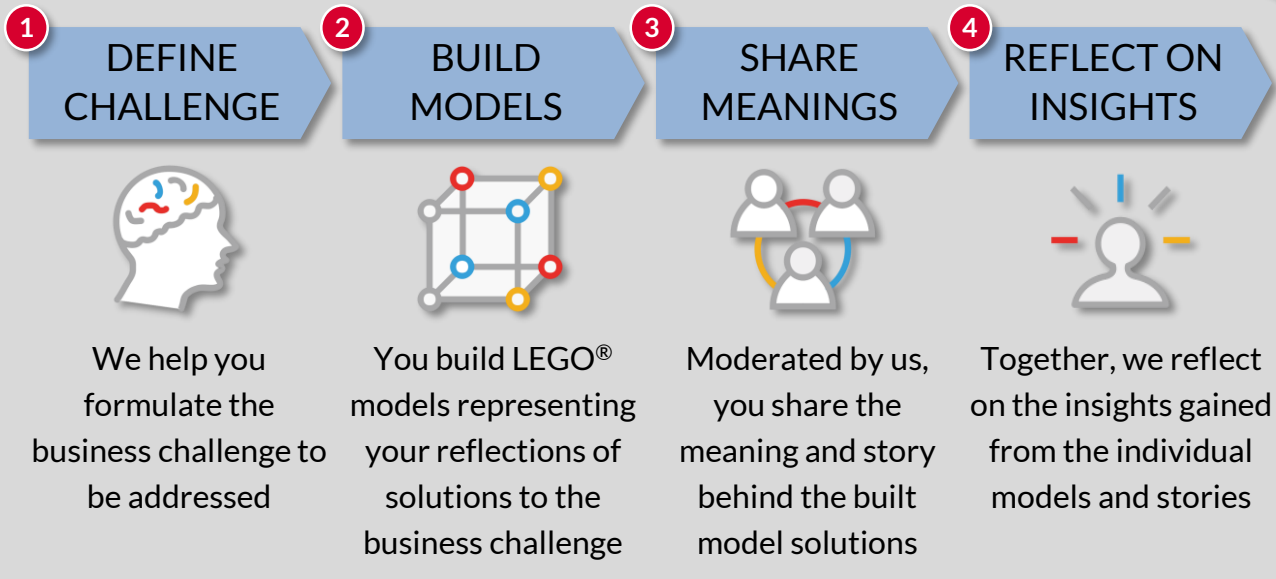 1
DEFINE
CHALLENGE
We help you
formulate the
business challenge to
be addressed
2
BUILD
MODELS
You build LEGO®
models representing
your reflections of
solutions to the
business challenge
3
SHARE
MEANINGS
Moderated by us,
you share the
meaning and story
behind the built
model solutions
4
REFLECT ON
INSIGHTS
Together, we reflect
on the insights gained
from the individual
models and stories